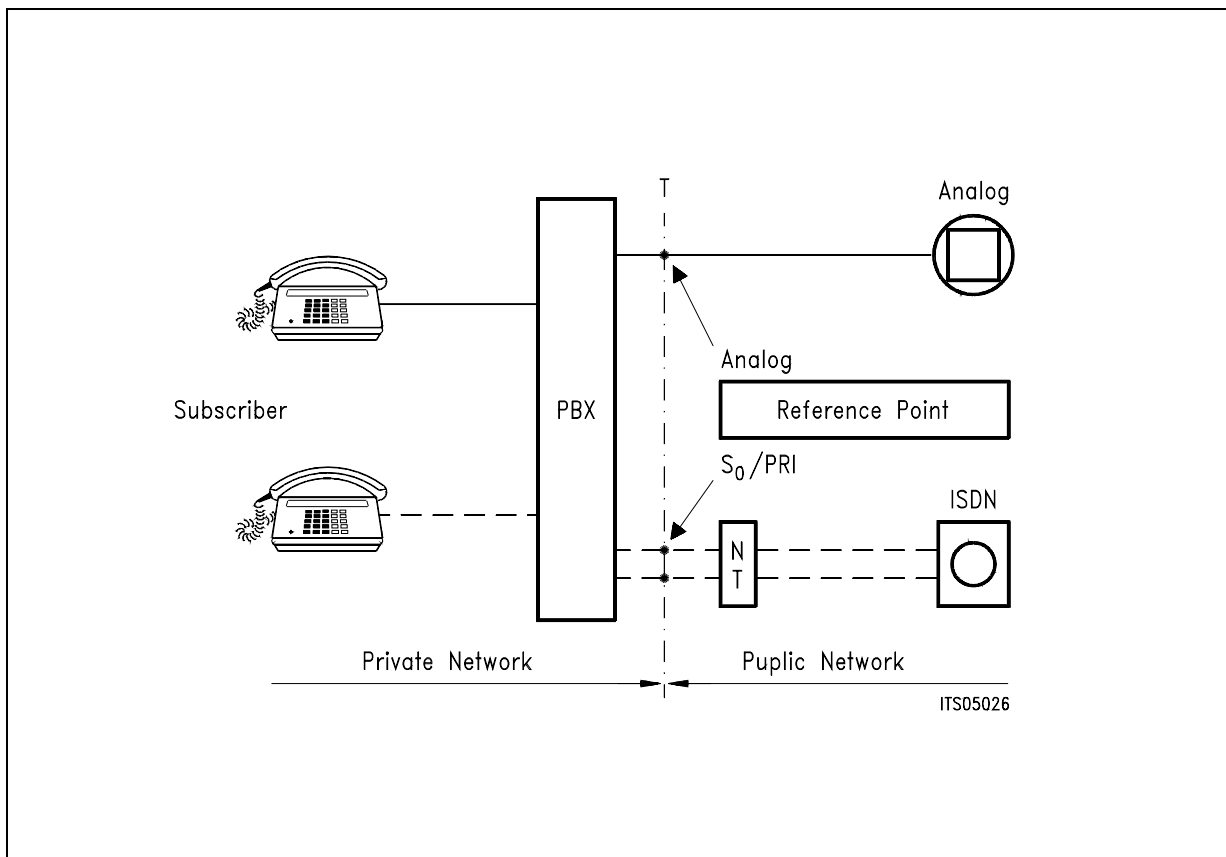 T
Analog
Analog
Subscriber
PBX
Reference Point
S0/PRI
ISDN
N
T
Private Network
Puplic Network
ITS05026